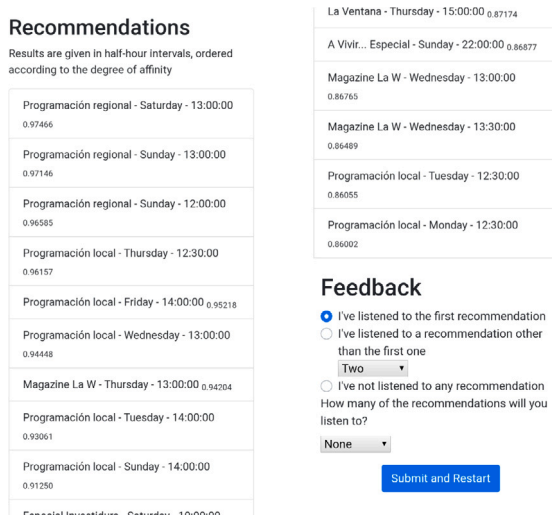 Recommendations
Results are given in half-hour intervals, ordered
according to the degree of affinity
Programación regional - Saturday - 13:00:00
0.97466
Programación regional - Sunday - 13:00:00
0.97146
Programación regional - Sunday - 12:00:00
0.96585
Programación local - Thursday - 12:30:00
0.96157
Programación local - Friday - 14:00:00 0.95218
Programación local - Wednesday - 13:00:00
0.94448
Magazine La W - Thursday - 13:00:00 0.94204
Programación local - Tuesday - 14:00:00
0.93061
Programación local - Sunday - 14:00:00
0.91250
La Ventana - Thursday - 15:00:00 0.87174
A Vivir... Especial - Sunday - 22:00:00 0.86877
Magazine La W - Wednesday - 13:00:00
0.86765
Magazine La W - Wednesday - 13:30:00
0.86489
Programación local - Tuesday - 12:30:00
0.86055
Programación local - Monday - 12:30:00
0.86002
Feedback
I've listened to the first recommendation
I've listened to a recommendation other
than the first one
Two
I've not listened to any recommendation
How many of the recommendations will you
listen to?
None
Submit and Restart